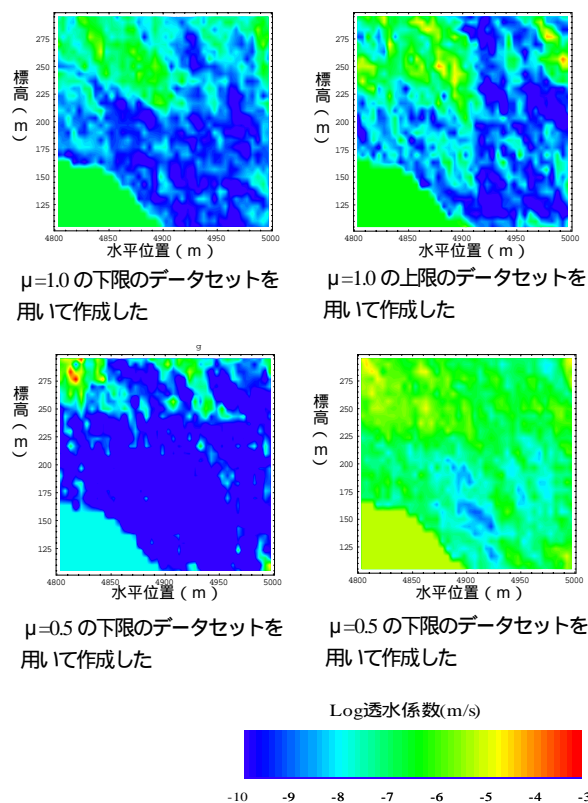 275
250
225
200
175
150
125
標高(m)
4800 4850 4900 4950 5000
水平位置(m)
μ=1.0 の下限のデータセットを
用いて作成した
275
250
225
200
175
150
125
標高(m)
4800 4850 4900 4950 5000
水平位置(m)
μ=1.0 の上限のデータセットを
用いて作成した
g
275
250
225
200
175
150
125
標高(m)
4800 4850 4900 4950 5000
水平位置(m)
μ=0.5 の下限のデータセットを
用いて作成した
275
250
225
200
175
150
125
標高(m)
4800 4850 4900 4950 5000
水平位置(m)
μ=0.5 の下限のデータセットを
用いて作成した
Log透水係数(m/s)
-10 -9 -8 -7 -6 -5 -4 -3